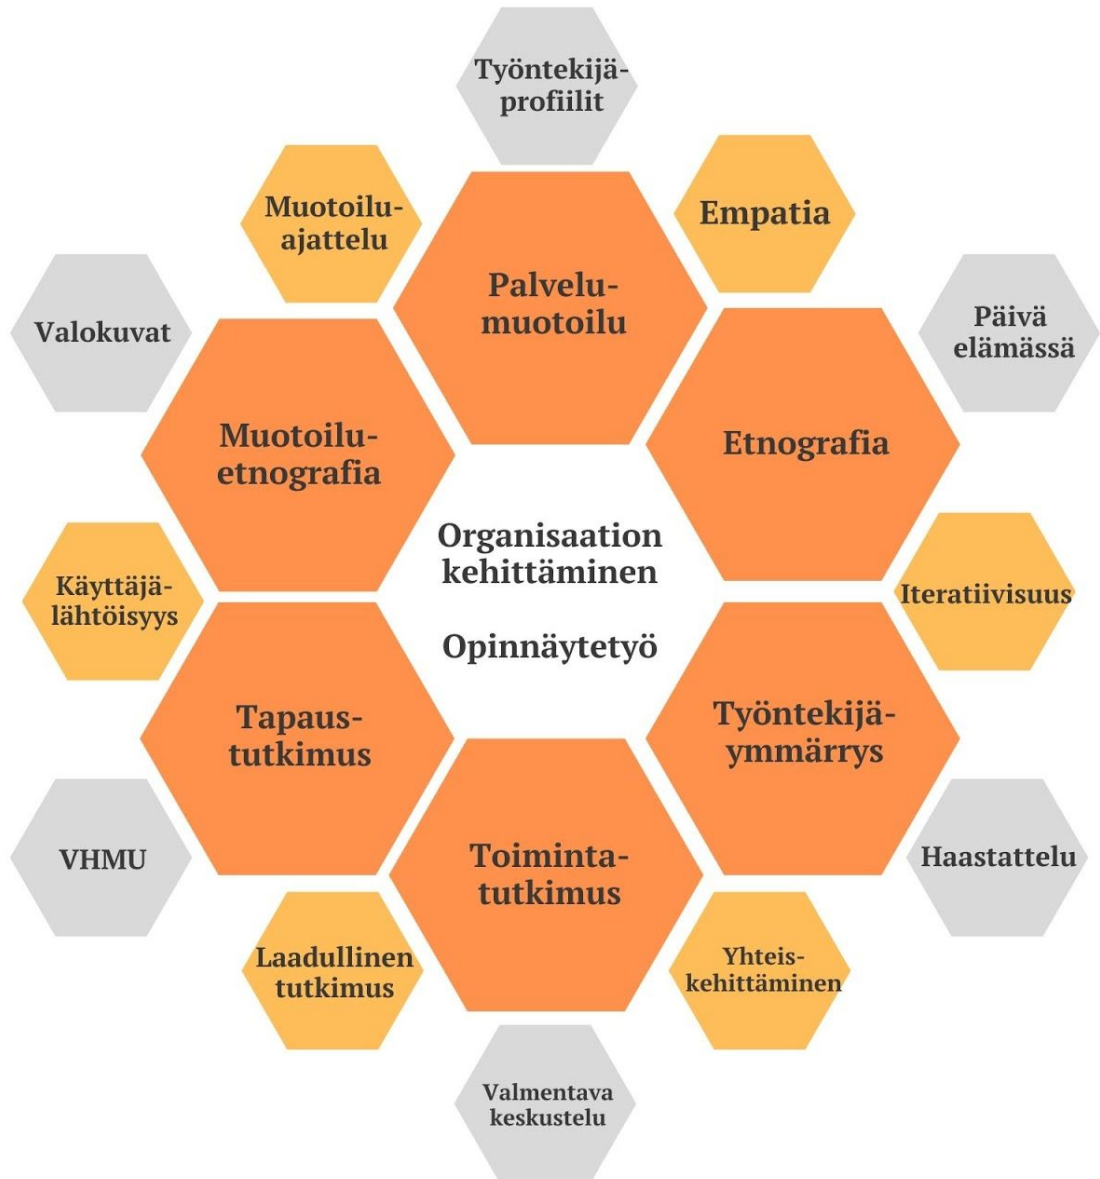 Työntekijä-
profiilit
Muotoilu-
ajattelu
Empatia
Palvelu-
muotoilu
Valokuvat
Päivä
elämässä
Muotoilu-
etnografia
Etnografia
Organisaation
kehittäminen
Opinnäytetyö
Käyttäjä-
lähtöisyys
Iteratiivisuus
Tapaus-
tutkimus
Työntekijä-
ymmärrys
VHMU
Toiminta-
tutkimus
Haastattelu
Laadullinen
tutkimus
Yhteis-
kehittäminen
Valmentava
keskustelu